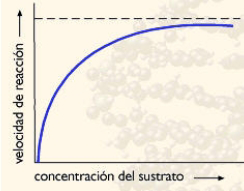 velocidad de reacción
concentración del sustrato